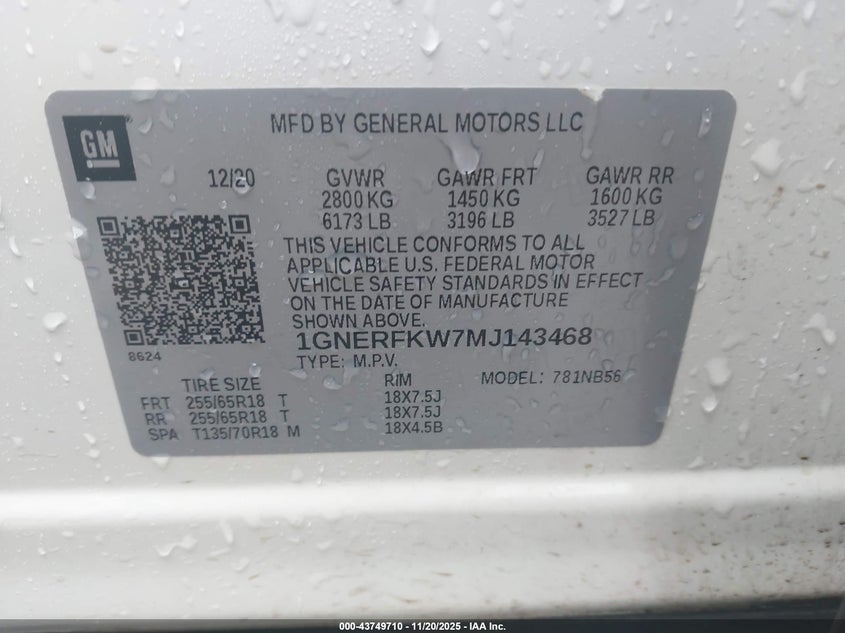 GM
MFD BY GENERAL MOTORS LLC
12/20 GVWR GAWR FRT GAWR RR
2800 KG 1450 KG 1600 KG
6173 LB 3196 LB 3527 LB
THIS VEHICLE CONFORMS TO ALL
APPLICABLE U.S. FEDERAL MOTOR
VEHICLE SAFETY STANDARDS IN EFFECT
ON THE DATE OF MANUFACTURE
SHOWN ABOVE.
1GNERFKW7MJ143468
8624
TYPE: M.P.V.
MODEL: 781NB56
TIRE SIZE RIM
FRT 255/65R18 T 18X7.5J
RR 255/65R18 T 18X7.5J
SPA T135/70R18 M 18X4.5B
000-43749710 - 11/20/2025 - IAA Inc.